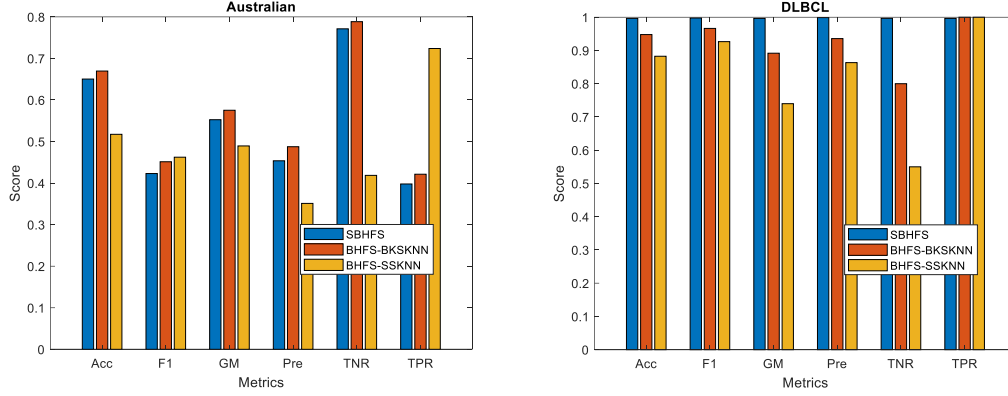 Australian
0.8
0.7
0.6
0.5
0.4
0.3
0.2
0.1
0
Score
SBHFS
BHFS-BKSKNN
BHFS-SSKNN
Acc F1 GM Pre TNR TPR
Metrics
DLBCL
1
0.9
0.8
0.7
0.6
0.5
0.4
0.3
0.2
0.1
0
Score
SBHFS
BHFS-BKSKNN
BHFS-SSKNN
Acc F1 GM Pre TNR TPR
Metrics